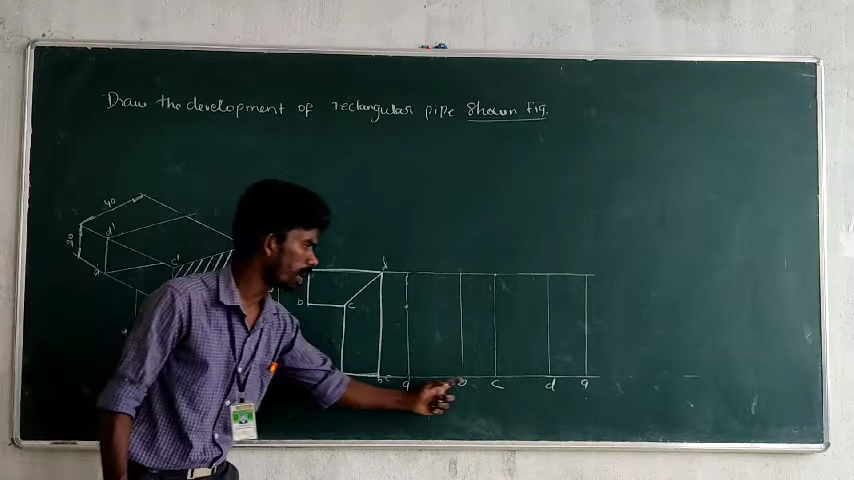 Draw the development of rectangular pipe shown Fig.
40
20
d'
c'
a
b
c
b c
a
b
c
d
a